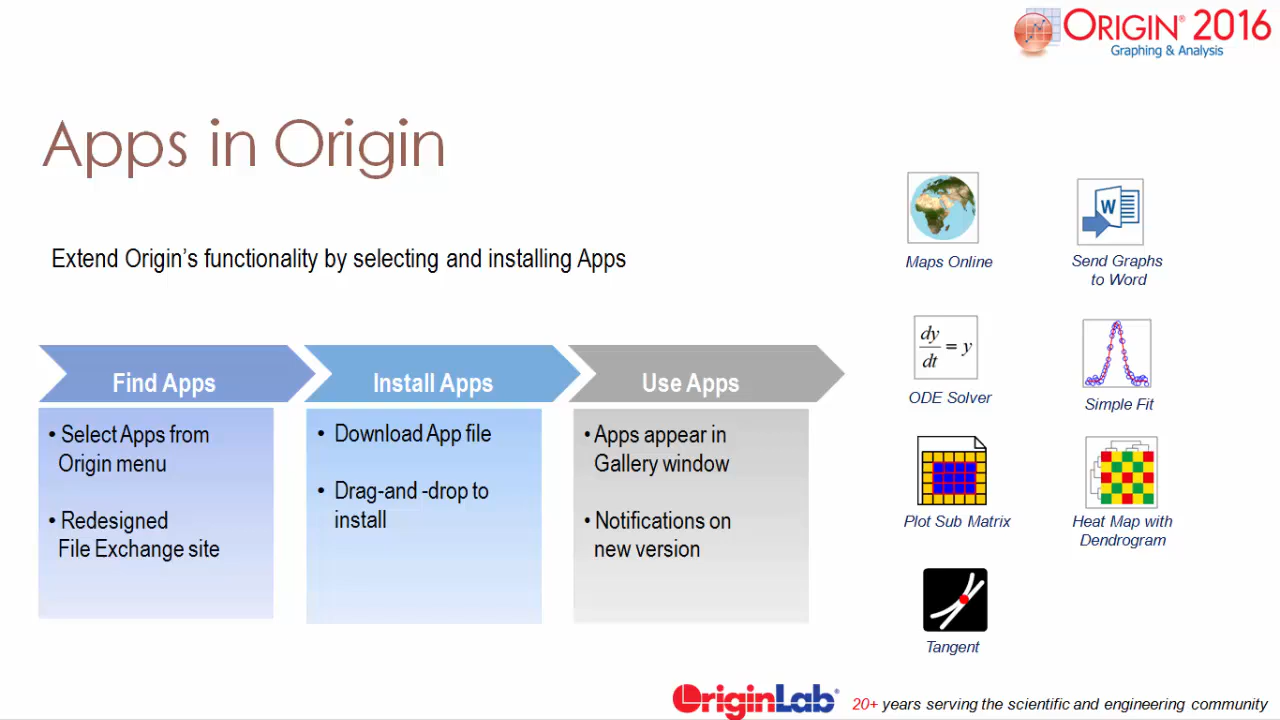 ORIGIN® 2016
Graphing & Analysis
Apps in Origin
Extend Origin's functionality by selecting and installing Apps
Find Apps
• Select Apps from
Origin menu
• Redesigned
File Exchange site
Install Apps
• Download App file
• Drag-and -drop to
install
Use Apps
• Apps appear in
Gallery window
• Notifications on
new version
Maps Online
W
Send Graphs
to Word
dy
dt
= y
ODE Solver
Simple Fit
Plot Sub Matrix
Heat Map with
Dendrogram
Tangent
OriginLab®
20+ years serving the scientific and engineering community